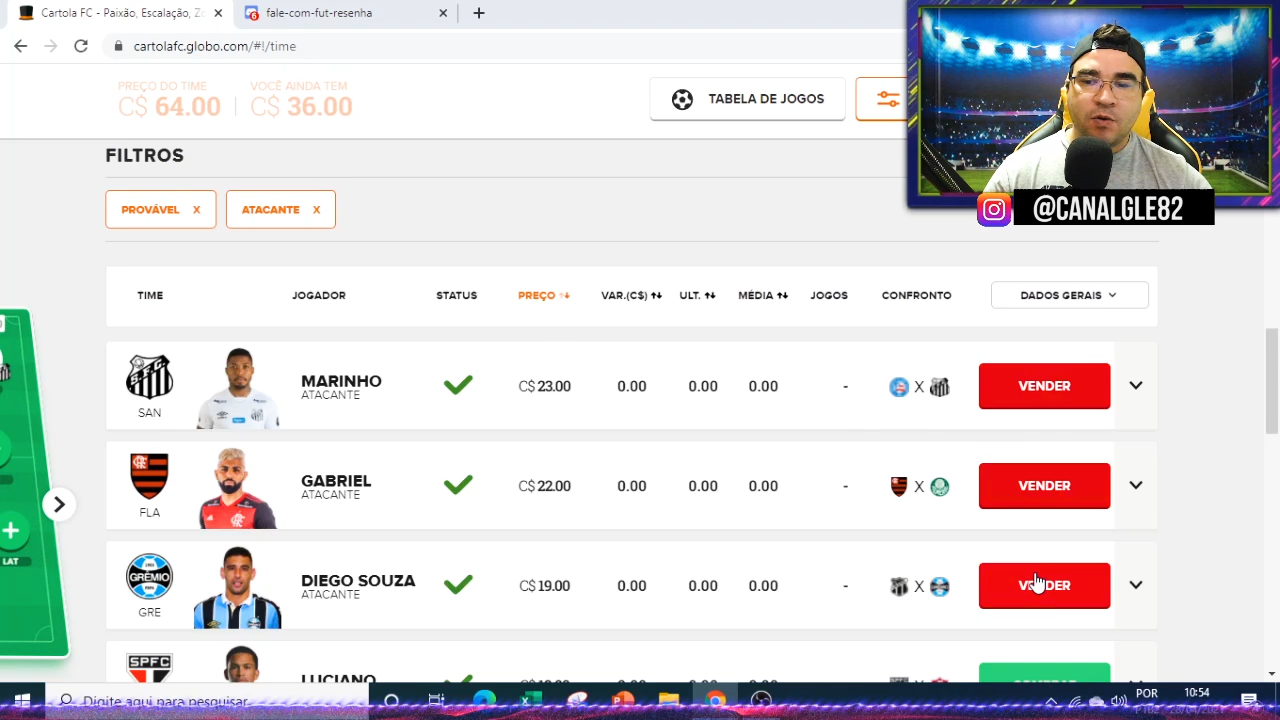 Cartola FC - Paixão, Escalação, Zo
fale-com-fut-resenha
cartolafc.globo.com/#!/time
PREÇO DO TIME
C$ 64.00
VOCÊ AINDA TEM
C$ 36.00
TABELA DE JOGOS
@CANALGLE82
FILTROS
PROVÁVEL X
ATACANTE X
TIME JOGADOR STATUS PREÇO VAR.(C$) ULT. MÉDIA JOGOS CONFRONTO DADOS GERAIS
SAN
MARINHO
ATACANTE
C$ 23.00 0.00 0.00 0.00 - X VENDER
FLA
GABRIEL
ATACANTE
C$ 22.00 0.00 0.00 0.00 - X VENDER
LAT
GRÊMIO
GRE
DIEGO SOUZA
ATACANTE
C$ 19.00 0.00 0.00 0.00 - X VENDER
SPFC
LUCIANO
Digite aqui para pesquisar
POR
10:54